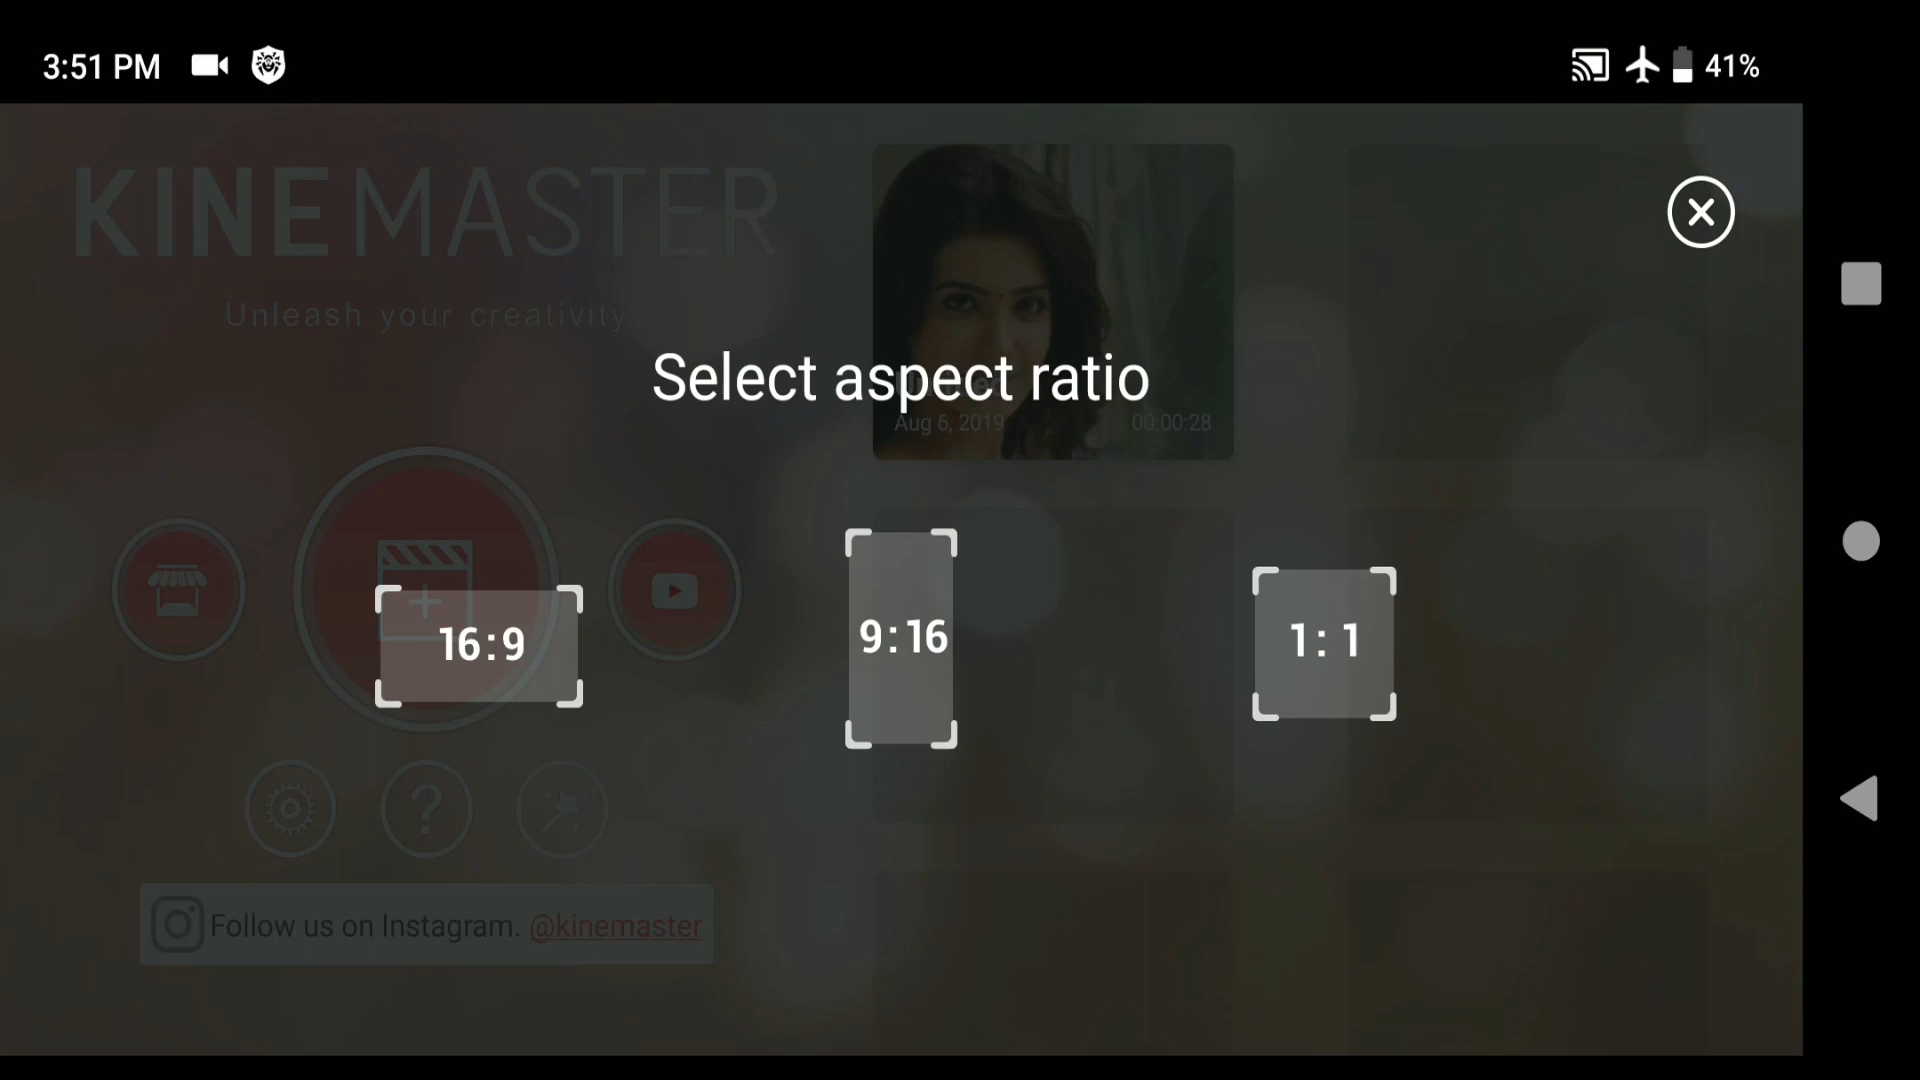 3:51 PM
41%
KINEMASTER
Unleash your creativity
Select aspect ratio
Aug 6, 2019
00:00:28
16:9
9:16
1:1
?
Follow us on Instagram. @kinemaster